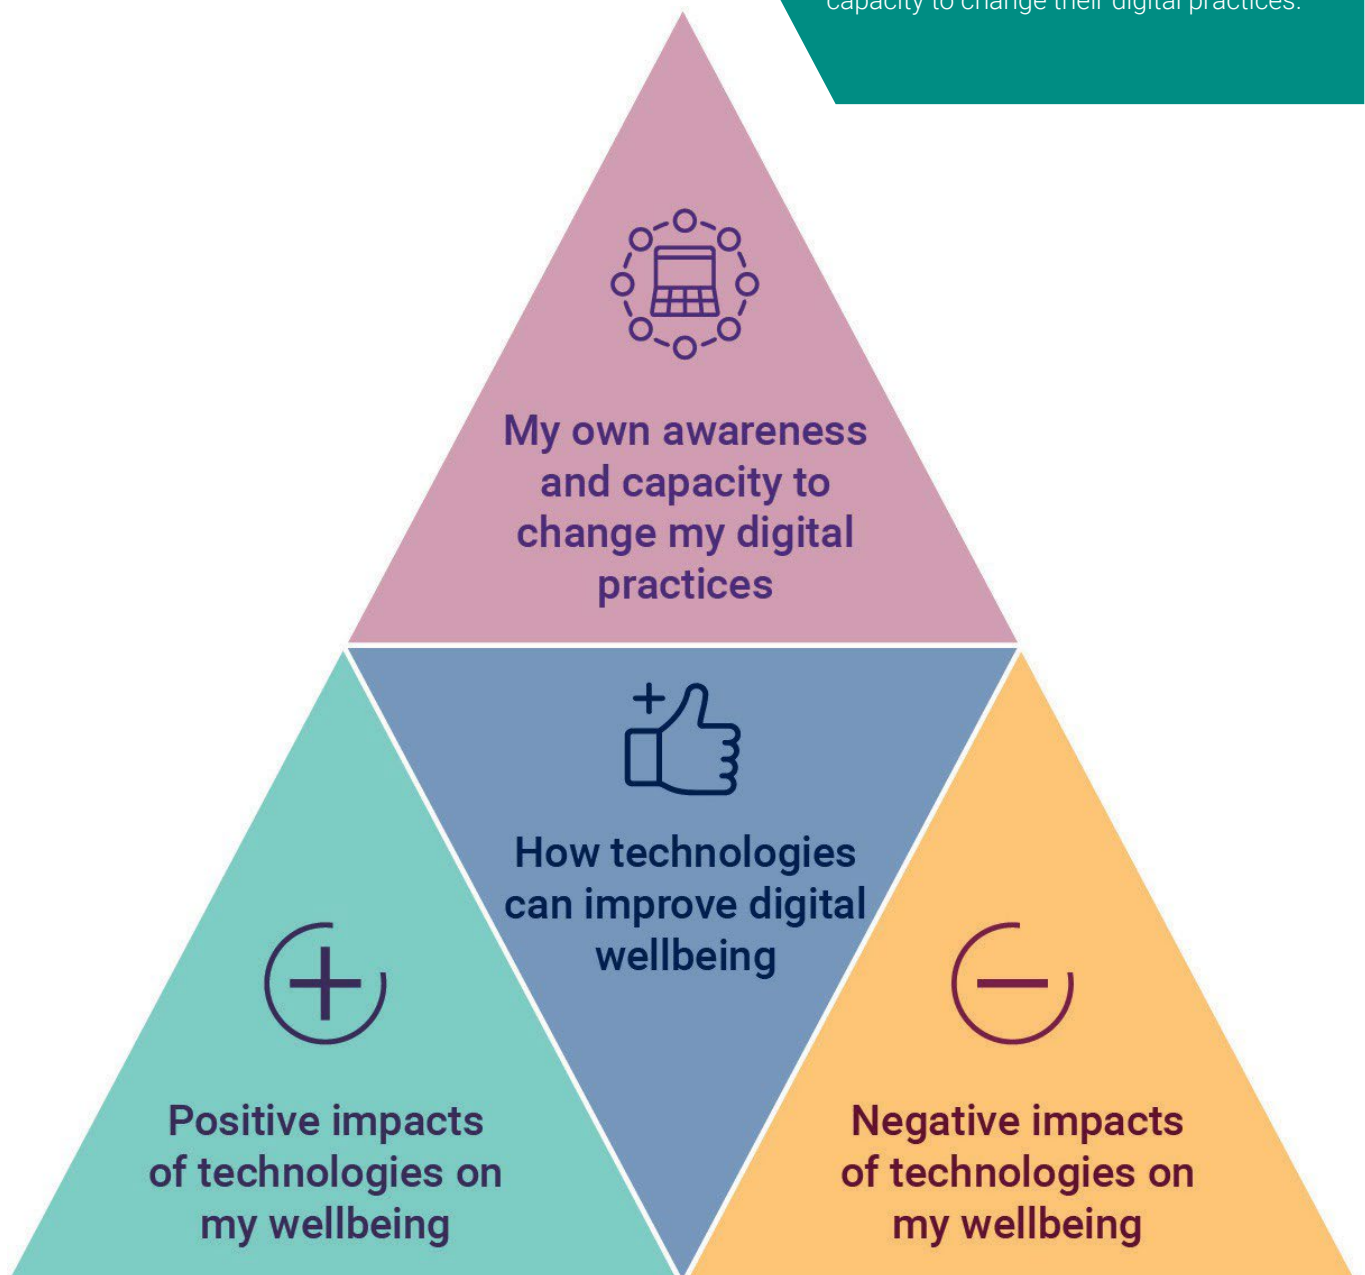 capacity to change their digital practices.
My own awareness
and capacity to
change my digital
practices
How technologies
can improve digital
wellbeing
Positive impacts
of technologies on
my wellbeing
Negative impacts
of technologies on
my wellbeing